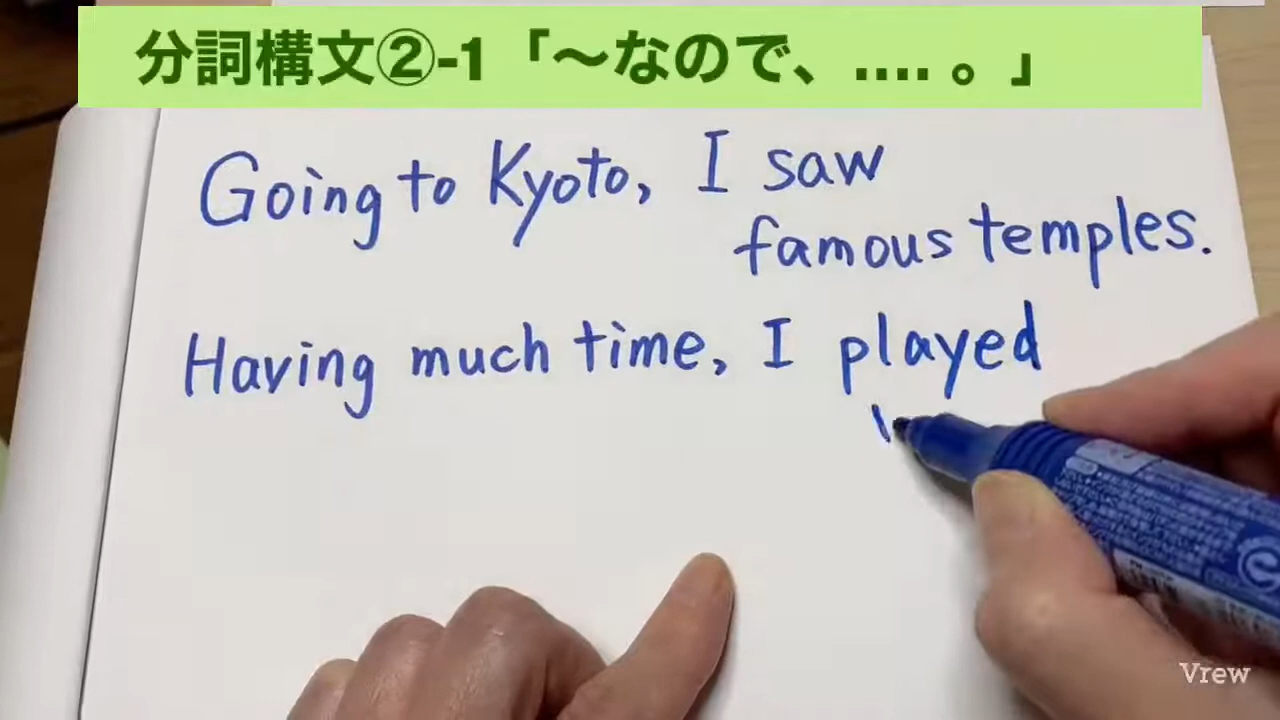 分詞構文②-1「〜なので、....。」
Going to Kyoto, I saw
famous temples.
Having much time, I played
Vrew